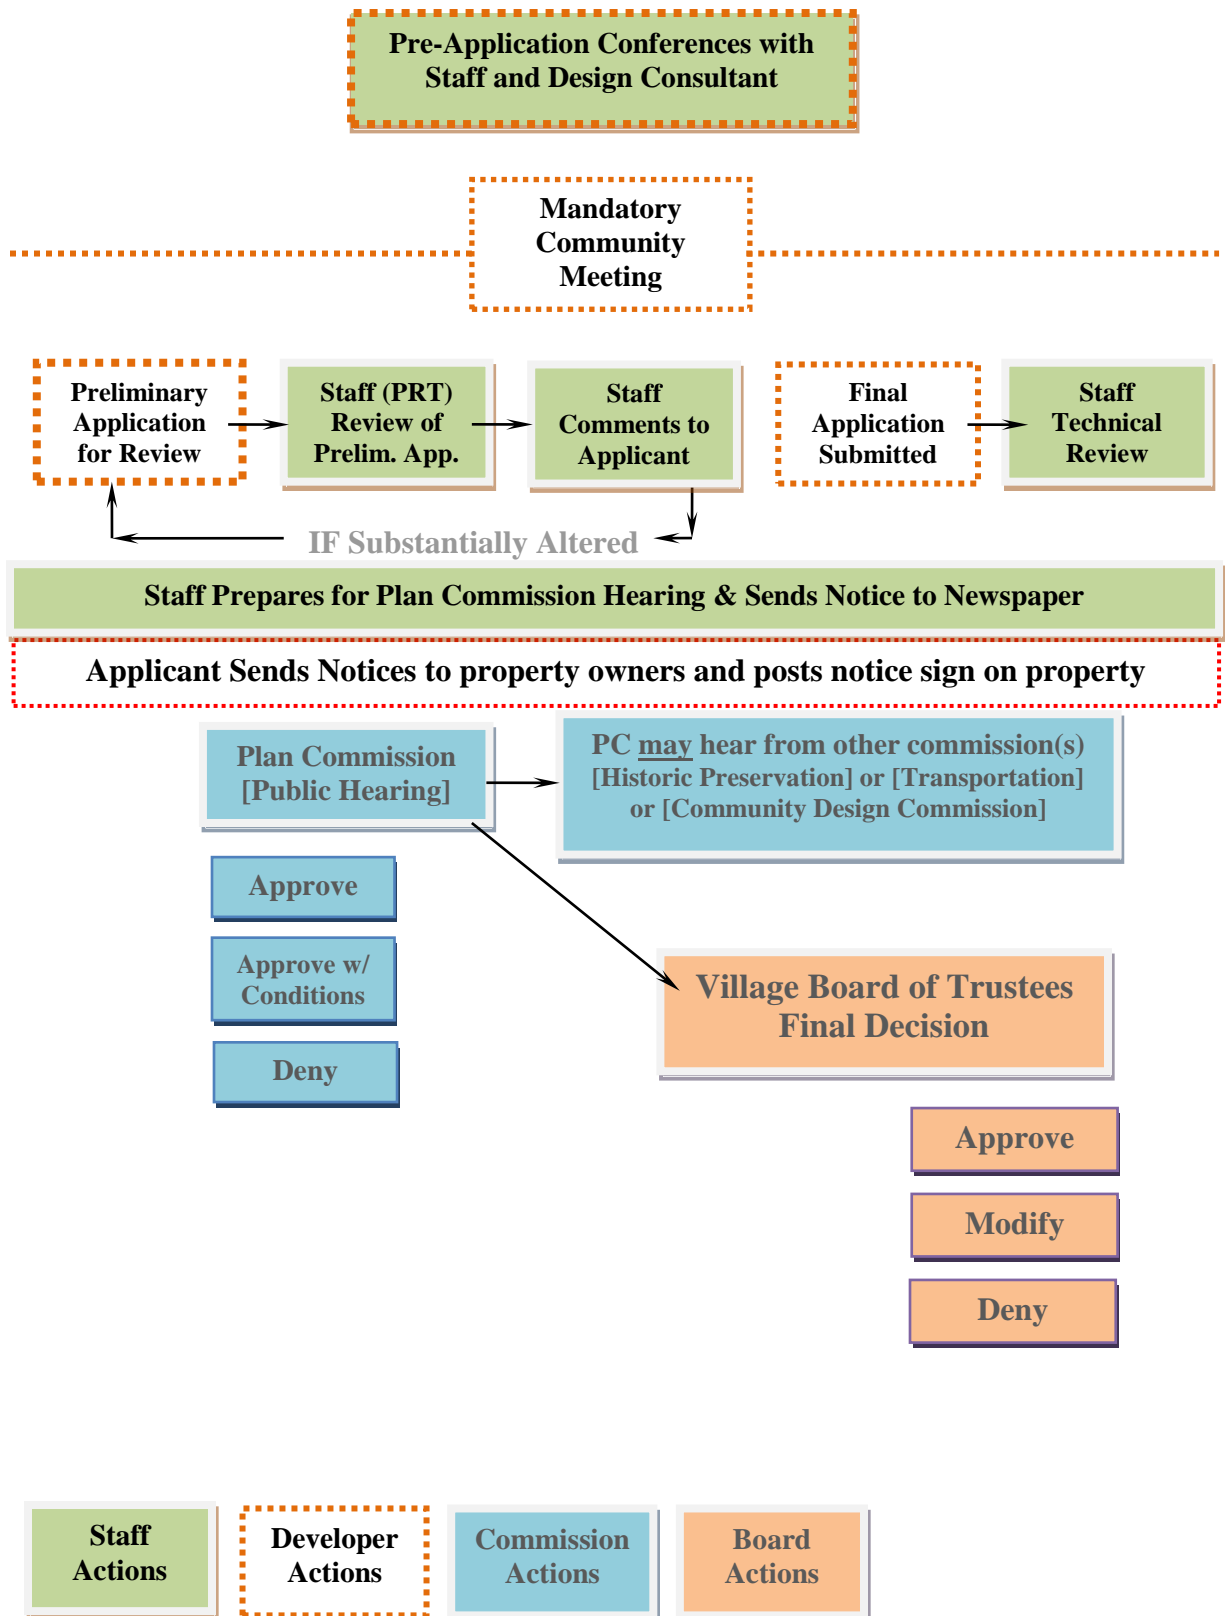 Pre-Application Conferences with
Staff and Design Consultant
Mandatory
Community
Meeting
Preliminary
Application
for Review
Staff (PRT)
Review of
Prelim. App.
Staff
Comments to
Applicant
Final
Application
Submitted
Staff
Technical
Review
IF Substantially Altered
Staff Prepares for Plan Commission Hearing & Sends Notice to Newspaper
Applicant Sends Notices to property owners and posts notice sign on property
Plan Commission
[Public Hearing]
PC may hear from other commission(s)
[Historic Preservation] or [Transportation]
or [Community Design Commission]
Approve
Approve w/
Conditions
Deny
Village Board of Trustees
Final Decision
Approve
Modify
Deny
Staff
Actions
Developer
Actions
Commission
Actions
Board
Actions